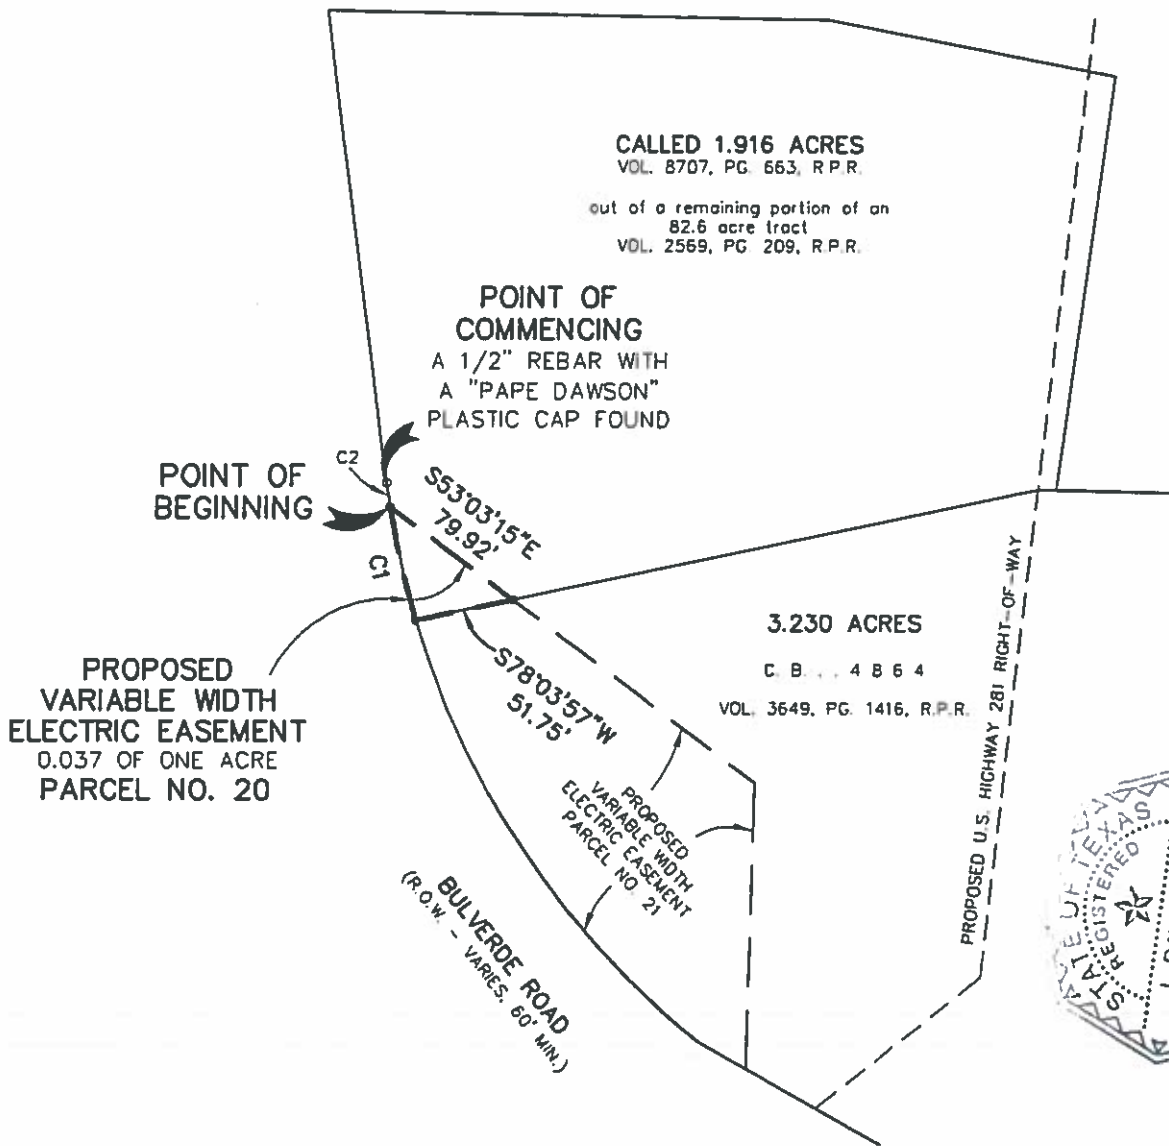 CALLED 1.916 ACRES
VOL. 8707, PG. 663, R.P.R.
out of a remaining portion of an
82.6 acre tract
VOL. 2569, PG 209, R.P.R.
POINT OF
COMMENCING
A 1/2" REBAR WITH
A "PAPE DAWSON"
PLASTIC CAP FOUND
C2
POINT OF
BEGINNING
S53°03'15"E
79.92'
C1
PROPOSED
VARIABLE WIDTH
ELECTRIC EASEMENT
0.037 OF ONE ACRE
PARCEL NO. 20
S78°03'57"W
51.75'
3.230 ACRES
C. B. 4864
VOL. 3649, PG. 1416, R.P.R.
PROPOSED U.S. HIGHWAY 281 RIGHT-OF-WAY
PROPOSED
VARIABLE WIDTH
ELECTRIC EASEMENT
PARCEL NO. 21
BULVERDE ROAD
(R.O.W. - VARIES, 60' MIN.)
STATE OF TEXAS
REGISTERED